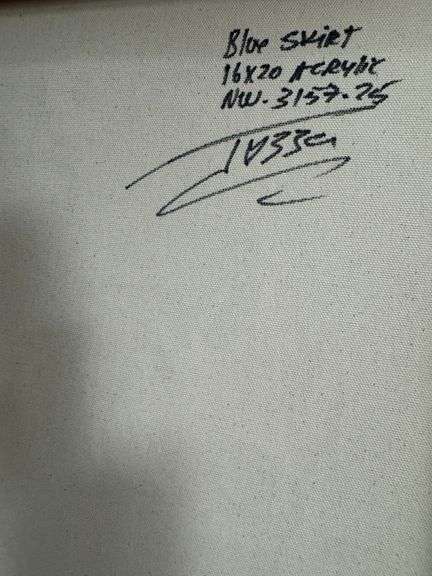 Blue SKIRT
16X20 ACRYLIC
NW.3157.25